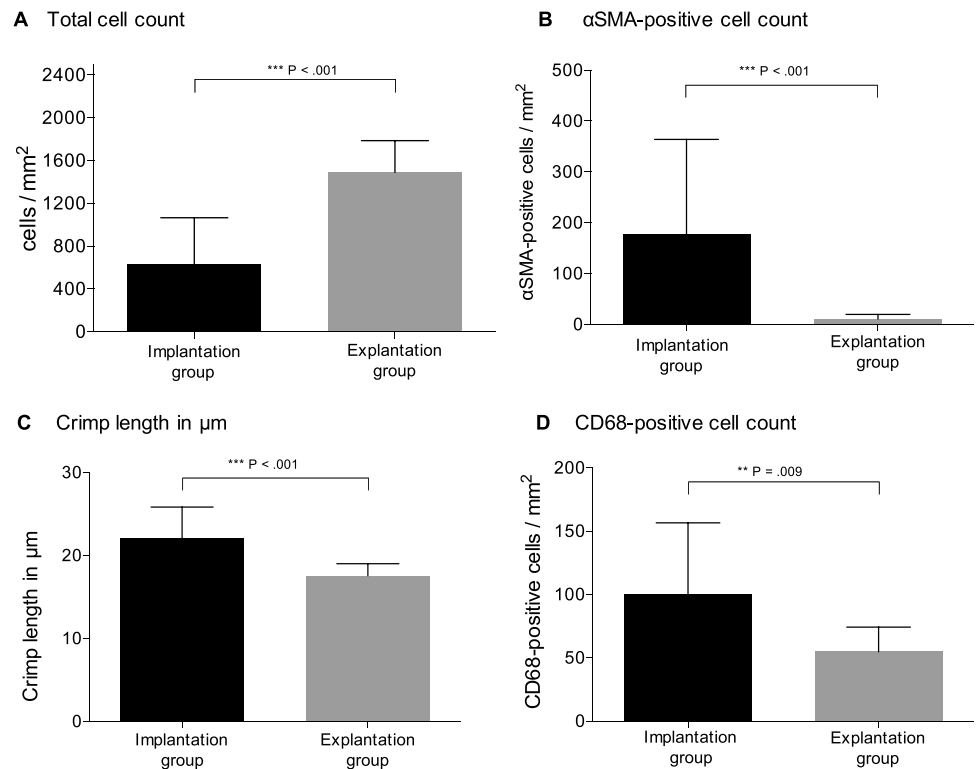 A Total cell count
*** P < .001
cells / mm²
2400
2000
1600
1200
800
400
0
Implantation
group
Explantation
group
B αSMA-positive cell count
*** P < .001
αSMA-positive cells / mm²
500
400
300
200
100
0
Implantation
group
Explantation
group
C Crimp length in µm
*** P < .001
Crimp length in µm
30
20
10
0
Implantation
group
Explantation
group
D CD68-positive cell count
** P = .009
CD68-positive cells / mm²
200
150
100
50
0
Implantation
group
Explantation
group